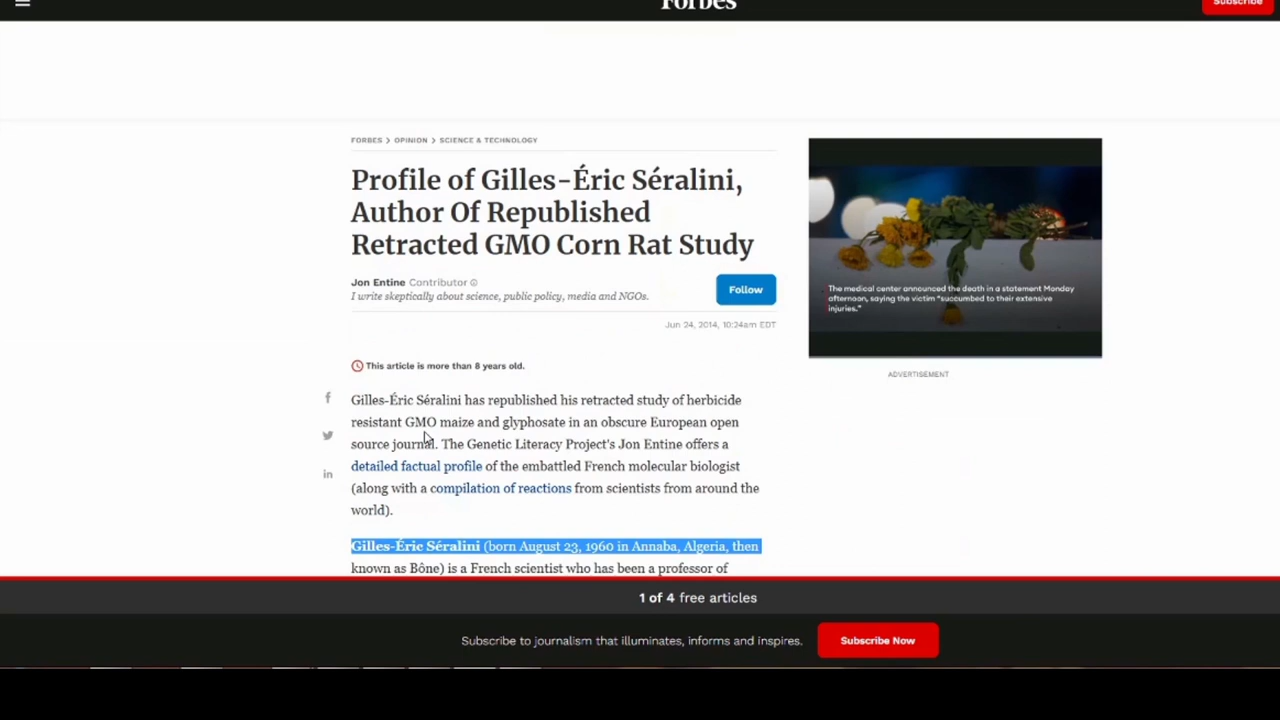 Forbes
Subscribe
FORBES > OPINION > SCIENCE & TECHNOLOGY
Profile of Gilles-Éric Séralini,
Author Of Republished
Retracted GMO Corn Rat Study
Jon Entine Contributor
I write skeptically about science, public policy, media and NGOs.
Follow
Jun 24, 2014, 10:24am EDT
The medical center announced the death in a statement Monday
afternoon, saying the victim "succumbed to their extensive
injuries."
ADVERTISEMENT
This article is more than 8 years old.
Gilles-Éric Séralini has republished his retracted study of herbicide
resistant GMO maize and glyphosate in an obscure European open
source journal. The Genetic Literacy Project's Jon Entine offers a
detailed factual profile of the embattled French molecular biologist
(along with a compilation of reactions from scientists from around the
world).
Gilles-Éric Séralini (born August 23, 1960 in Annaba, Algeria, then
known as Bône) is a French scientist who has been a professor of
1 of 4 free articles
Subscribe to journalism that illuminates, informs and inspires.
Subscribe Now